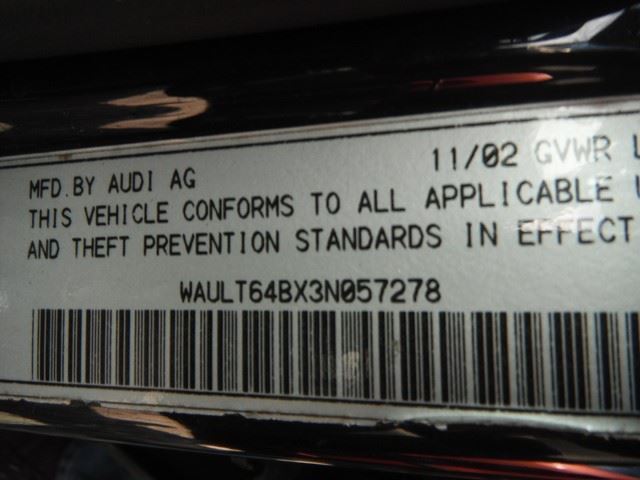 MFD.BY AUDI AG 11/02 GVWR
THIS VEHICLE CONFORMS TO ALL APPLICABLE
AND THEFT PREVENTION STANDARDS IN EFFECT
WAULT64BX3N057278